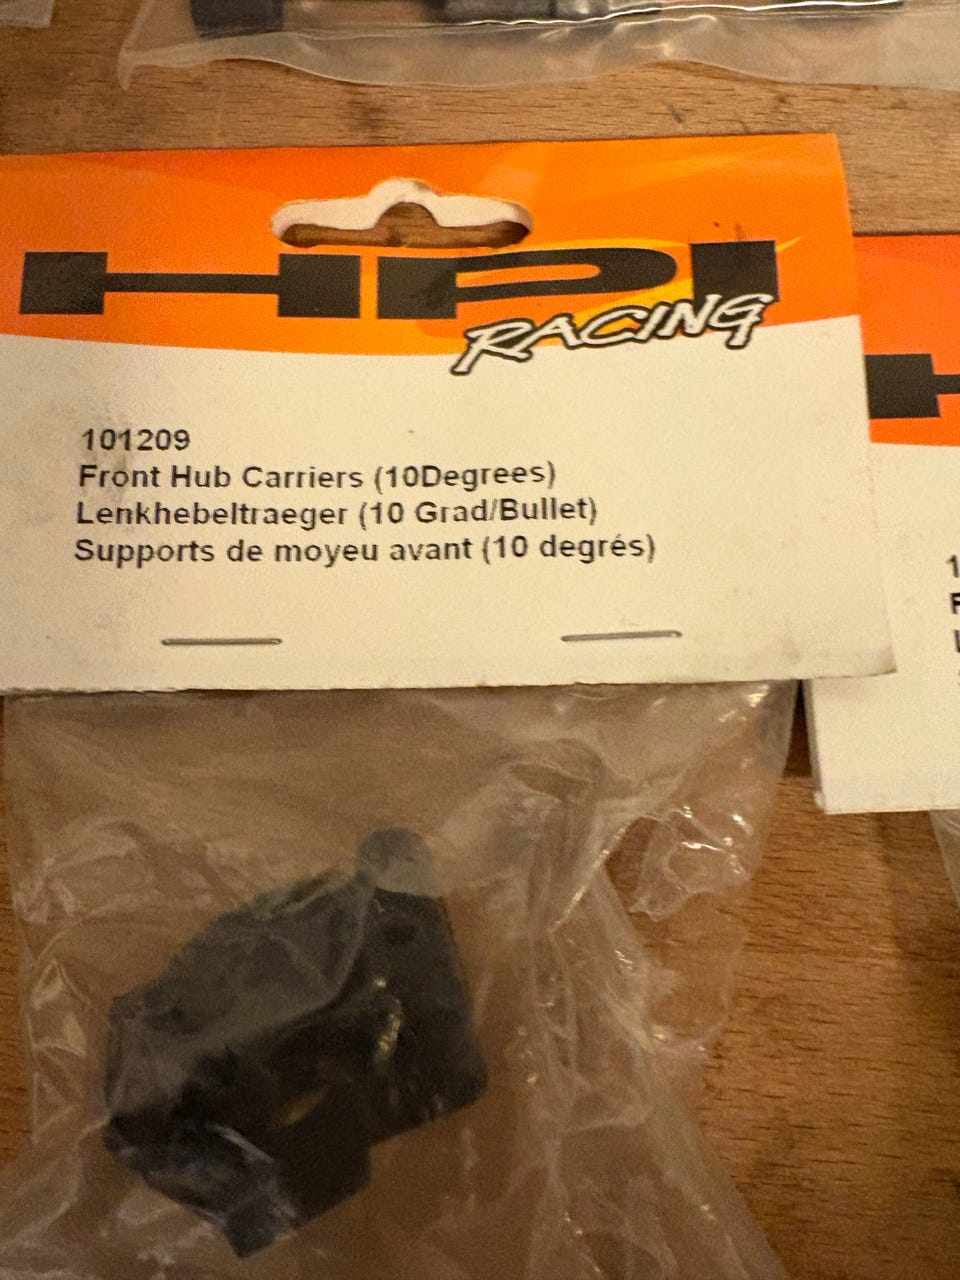 HPI
RACING
101209
Front Hub Carriers (10Degrees)
Lenkhebeltraeger (10 Grad/Bullet)
Supports de moyeu avant (10 degrés)